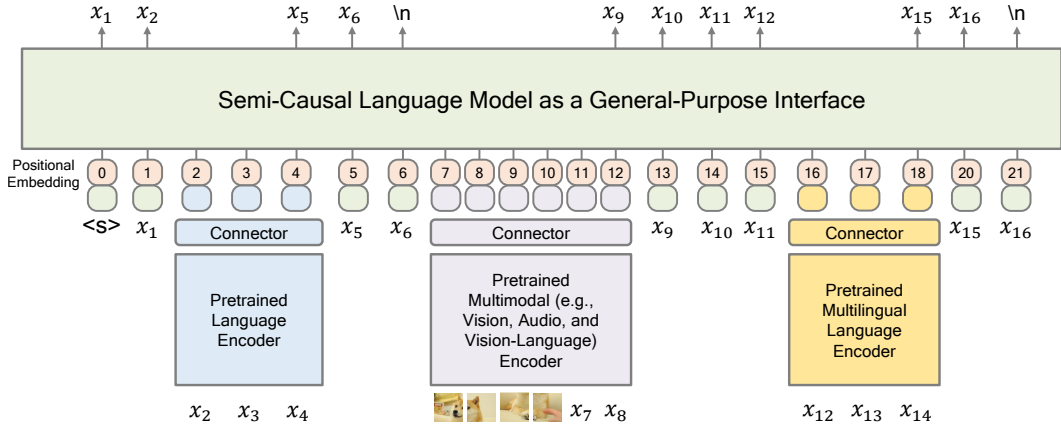 x₁ x₂ x₅ x₆ \n x₉ x₁₀ x₁₁ x₁₂ x₁₅ x₁₆ \n
Semi-Causal Language Model as a General-Purpose Interface
Positional
Embedding
0 1 2 3 4 5 6 7 8 9 10 11 12 13 14 15 16 17 18 20 21
<s> x₁ Connector x₅ x₆ Connector x₉ x₁₀ x₁₁ Connector x₁₅ x₁₆
Pretrained
Language
Encoder
Pretrained
Multimodal (e.g.,
Vision, Audio, and
Vision-Language)
Encoder
Pretrained
Multilingual
Language
Encoder
x₂ x₃ x₄ x₇ x₈ x₁₂ x₁₃ x₁₄